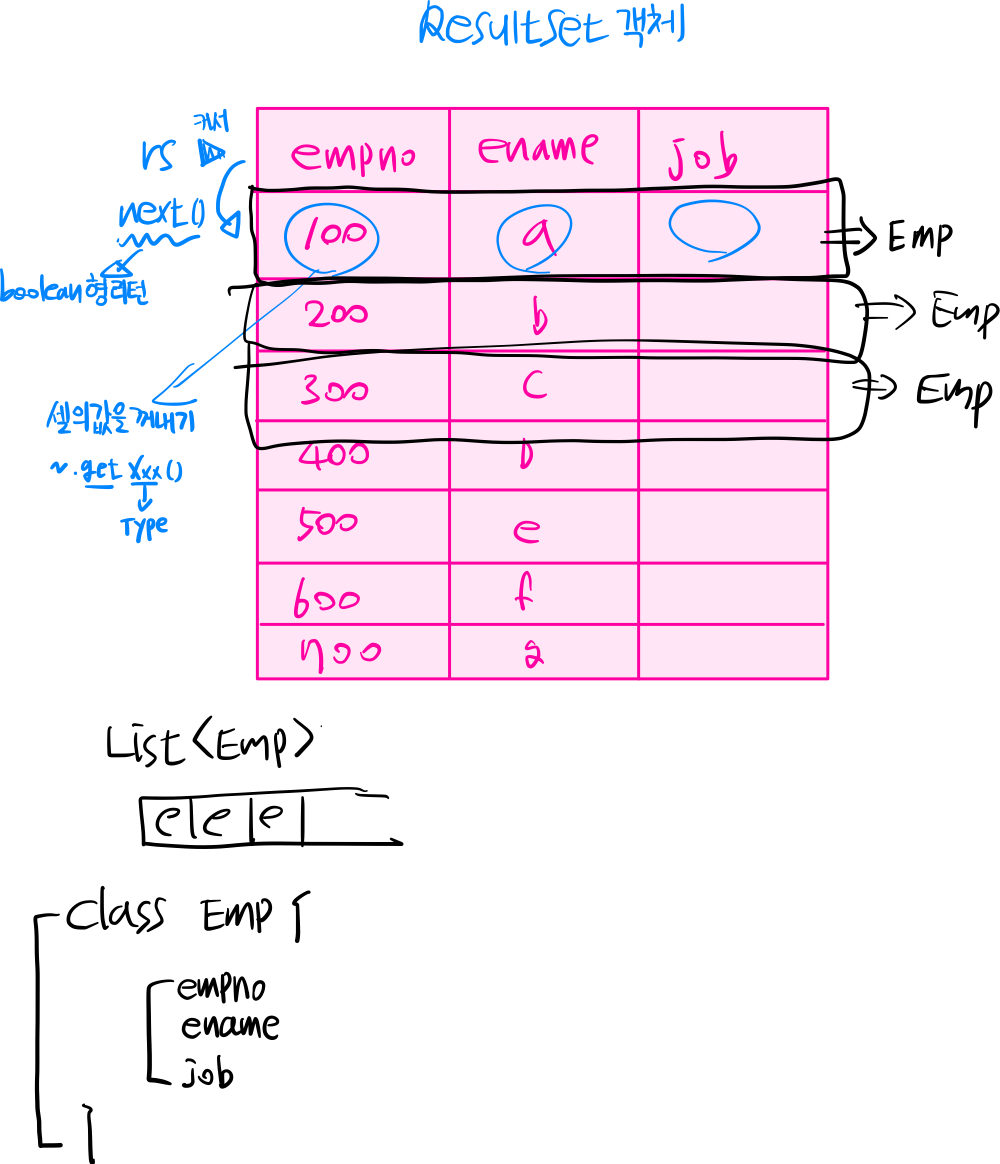 ResultSet 객체
커서
rs
empno ename job
next()
100 a
Emp
boolean형 리턴
200 b
Emp
300 c
Emp
셀의값을 꺼내기
~.get Xxx()
Type
400 D
500 e
600 f
700 a
List<Emp>
e e e
class Emp {
empno
ename
job
}